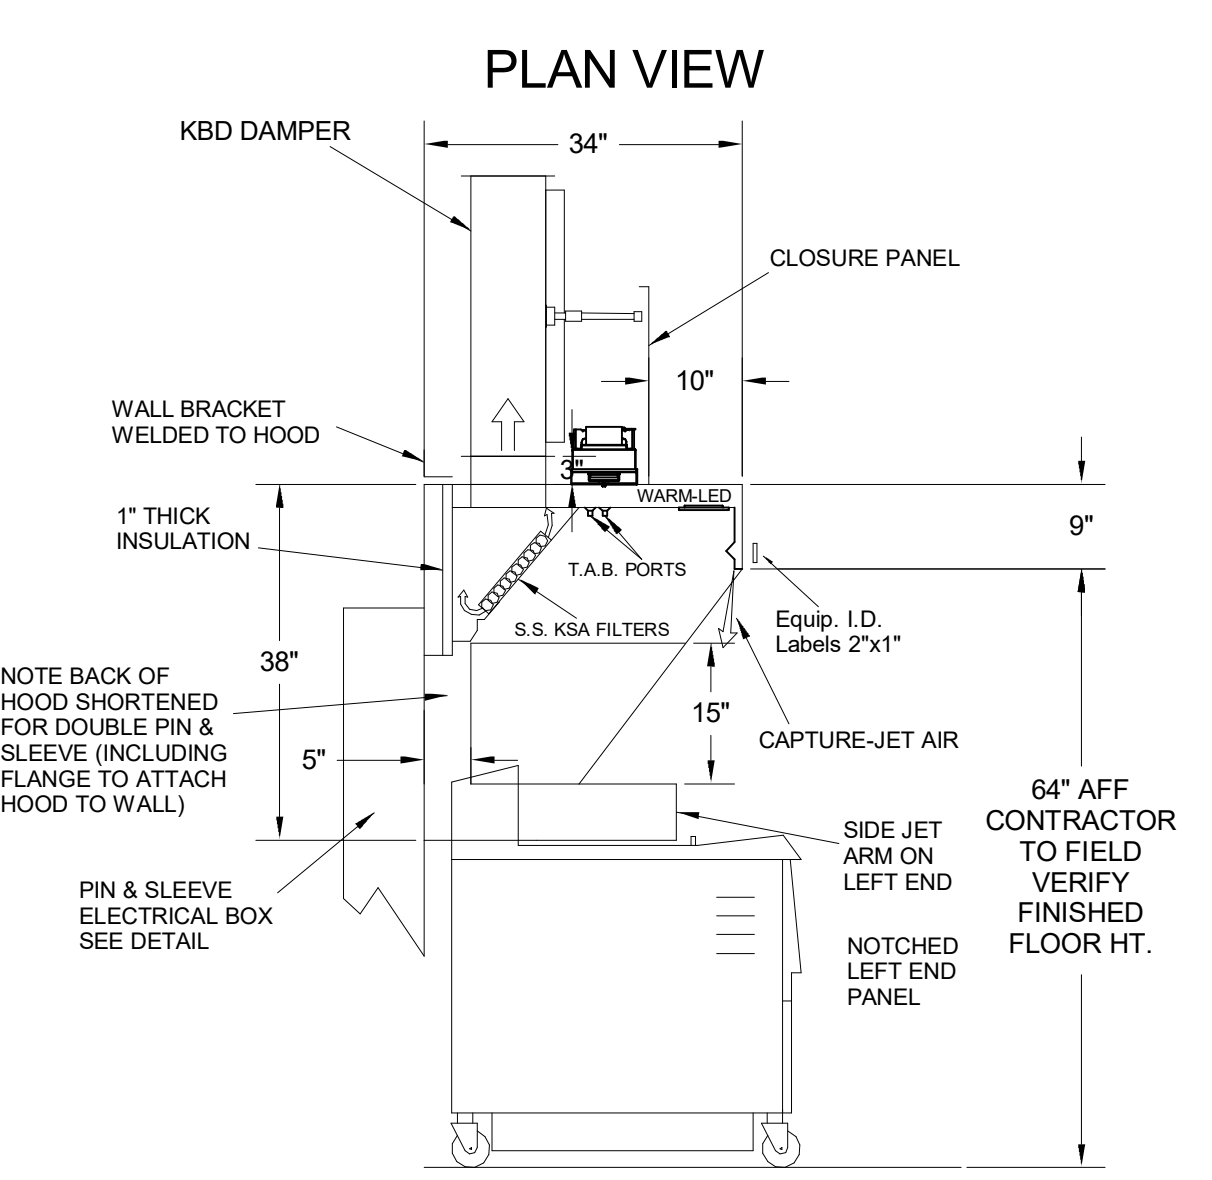 PLAN VIEW
KBD DAMPER
34"
CLOSURE PANEL
10"
WALL BRACKET
WELDED TO HOOD
3"
WARM-LED
1" THICK
INSULATION
9"
T.A.B. PORTS
S.S. KSA FILTERS
Equip. I.D.
Labels 2"x1"
38"
NOTE BACK OF
HOOD SHORTENED
FOR DOUBLE PIN &
SLEEVE (INCLUDING
FLANGE TO ATTACH
HOOD TO WALL)
15"
5"
CAPTURE-JET AIR
64" AFF
CONTRACTOR
TO FIELD
VERIFY
FINISHED
FLOOR HT.
SIDE JET
ARM ON
LEFT END
PIN & SLEEVE
ELECTRICAL BOX
SEE DETAIL
NOTCHED
LEFT END
PANEL